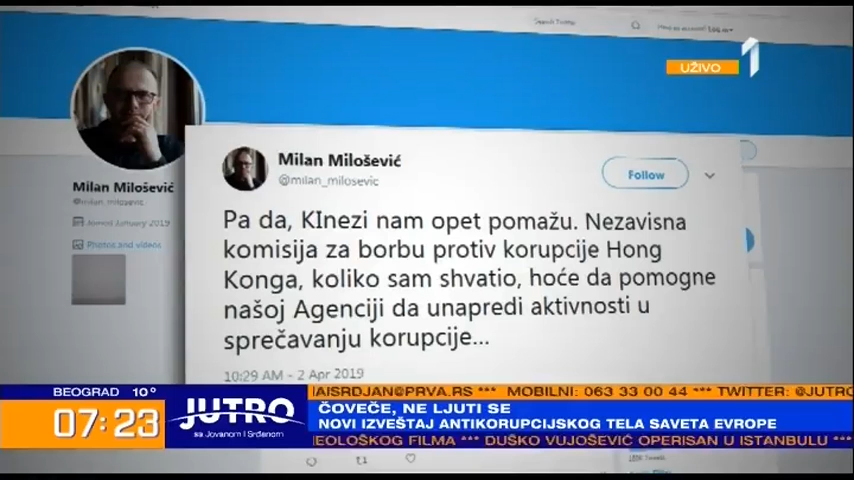 Search Twitter
UŽIVO
1
Milan Milošević
@milan_milosevic
Joined January 2019
Photos and videos
Milan Milošević
@milan_milosevic
Follow
Pa da, KInezi nam opet pomažu. Nezavisna
komisija za borbu protiv korupcije Hong
Konga, koliko sam shvatio, hoće da pomogne
našoj Agenciji da unapredi aktivnosti u
sprečavanju korupcije...
10:29 AM - 2 Apr 2019
BEOGRAD 10°
07:23
JUTRO
sa Jovanom i Srđanom
IAISRDJAN@PRVA.RS *** MOBILNI: 063 33 00 44 *** TWITTER: @JUTRO
ČOVEČE, NE LJUTI SE
NOVI IZVEŠTAJ ANTIKORUPCIJSKOG TELA SAVETA EVROPE
EOLOŠKOG FILMA *** DUŠKO VUJOŠEVIĆ OPERISAN U ISTANBULU ***